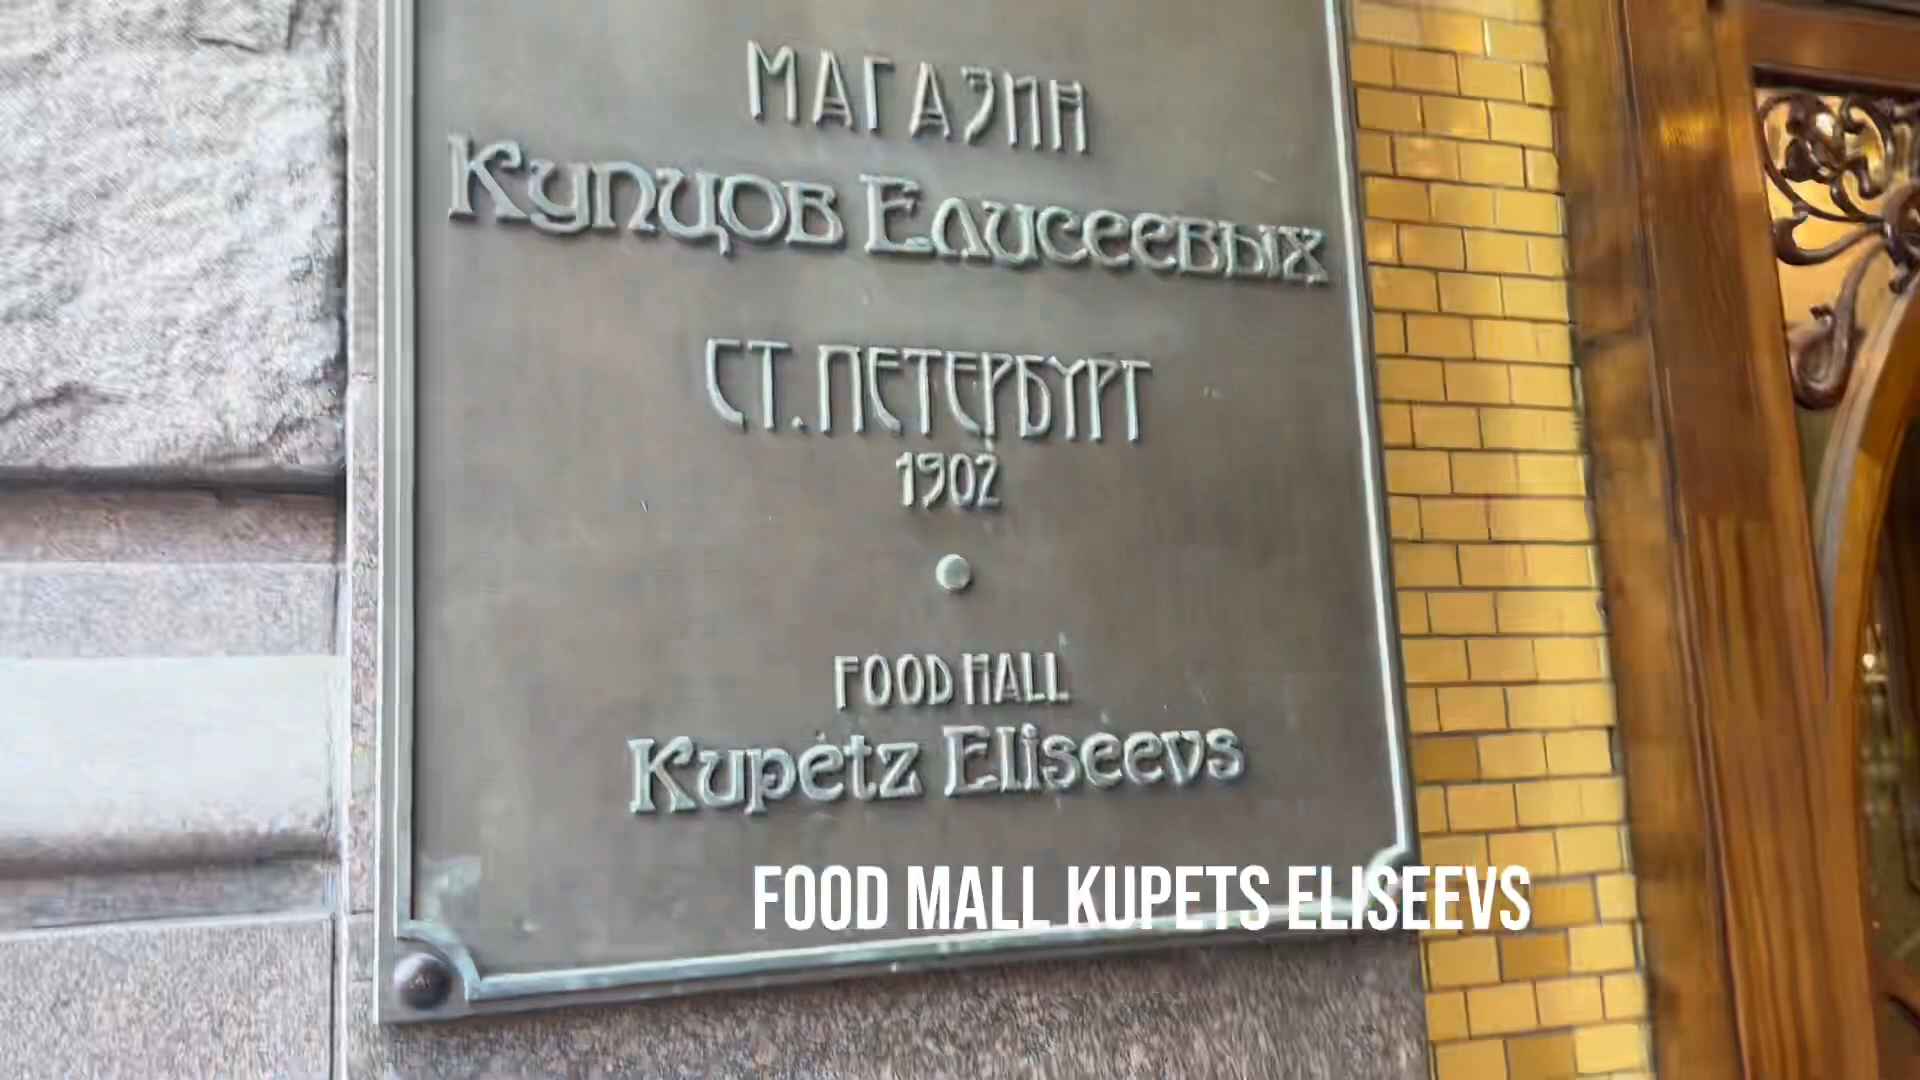 МАГАЗИН
Купцов Елисеевых
СТ. ПЕТЕРБУРГ
1902
FOOD HALL
Kupetz Eliseevs
FOOD MALL KUPETS ELISEEVS